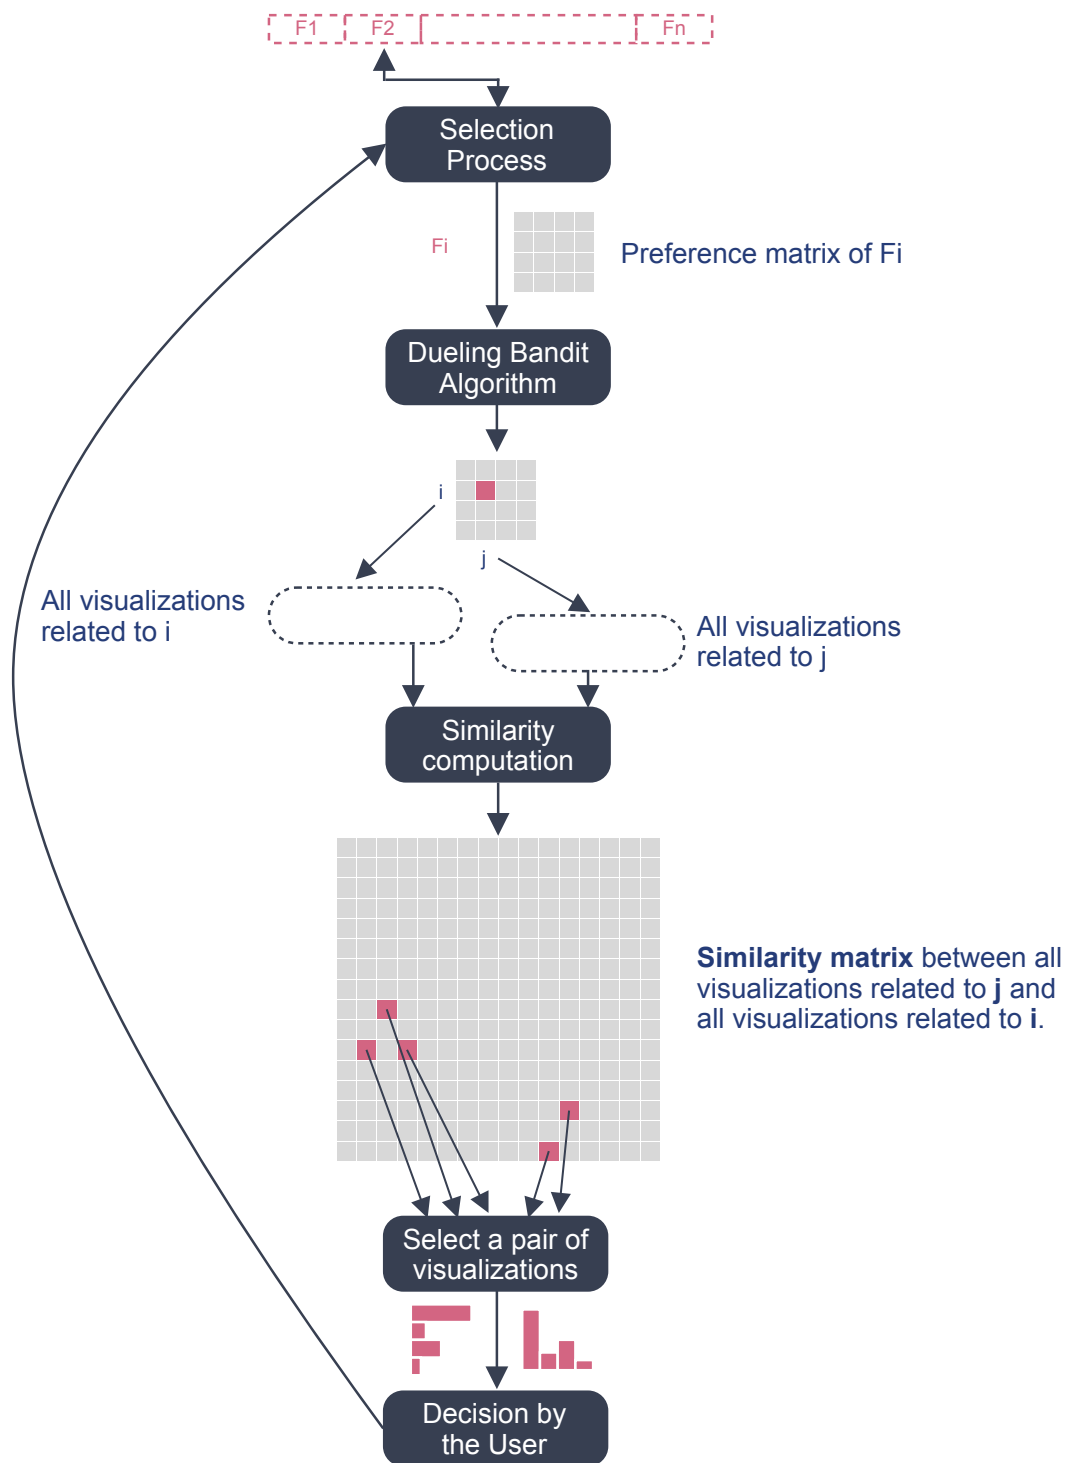 F1 F2 Fn
Selection
Process
Fi
Preference matrix of Fi
Dueling Bandit
Algorithm
i
j
All visualizations
related to i
All visualizations
related to j
Similarity
computation
Similarity matrix between all
visualizations related to j and
all visualizations related to i.
Select a pair of
visualizations
Decision by
the User